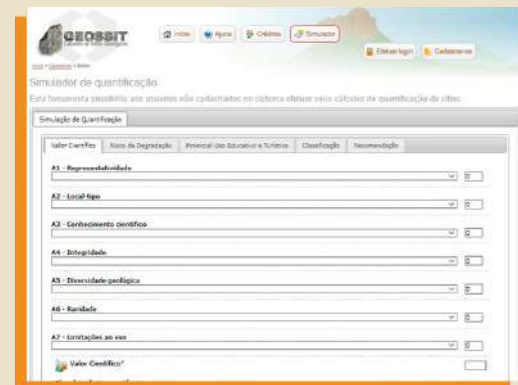 GEOSSIT
Início Ajuda Créditos Simulador
Efetuar login Cadastre-se
Simulador de quantificação
Esta ferramenta possibilita aos usuários não cadastrados no sistema efetuar seus cálculos de quantificação de sítios.
Simulação de Quantificação
Valor Científico Risco de Degradação Potencial Uso Educativo e Turístico Classificação Recomendação
A1 - Representatividade
0
A2 - Local-tipo
0
A3 - Conhecimento científico
0
A4 - Integridade
0
A5 - Diversidade geológica
0
A6 - Raridade
0
A7 - Limitações ao uso
0
Valor Científico*